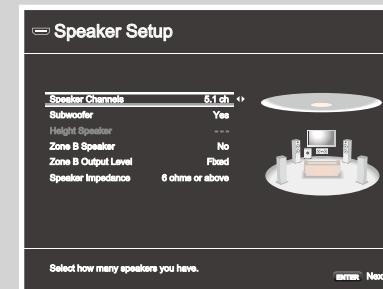 Speaker Setup
Speaker Channels 5.1 ch
Subwoofer Yes
Height Speaker ---
Zone B Speaker No
Zone B Output Level Fixed
Speaker Impedance 6 ohms or above
Select how many speakers you have.
ENTER Next